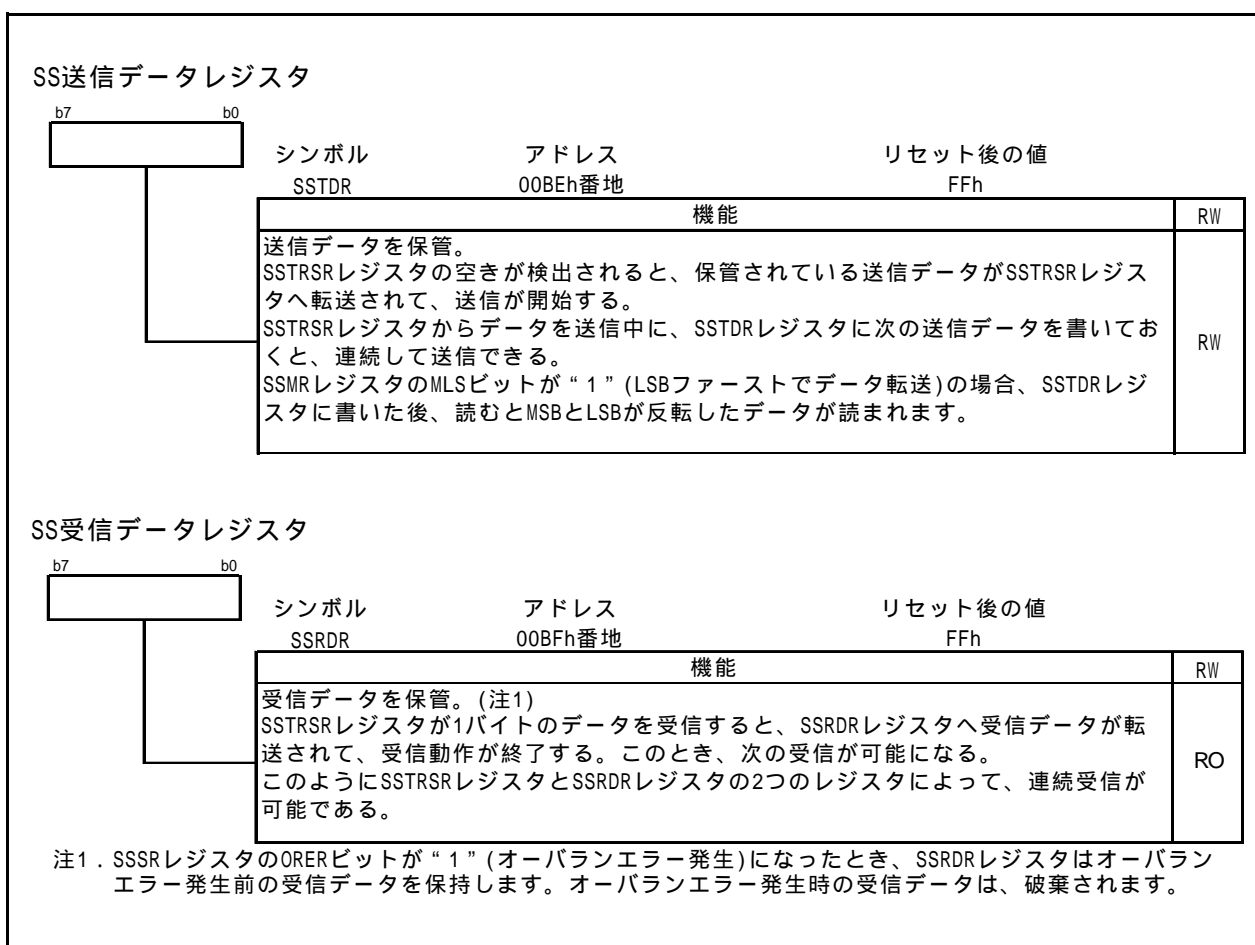 SS送信データレジスタ
b7 b0
シンボル アドレス リセット後の値
SSTDR 00BEh番地 FFh
機能 RW
送信データを保管。
SSTRSRレジスタの空きが検出されると、保管されている送信データがSSTRSRレジス
タへ転送されて、送信が開始する。
SSTRSRレジスタからデータを送信中に、SSTDRレジスタに次の送信データを書いてお
くと、連続して送信できる。
RW
SSMRレジスタのMLSビットが“1”(LSBファーストでデータ転送)の場合、SSTDRレジ
スタに書いた後、読むとMSBとLSBが反転したデータが読まれます。
SS受信データレジスタ
b7 b0
シンボル アドレス リセット後の値
SSRDR 00BFh番地 FFh
機能 RW
受信データを保管。(注1)
SSTRSRレジスタが1バイトのデータを受信すると、SSRDRレジスタへ受信データが転
送されて、受信動作が終了する。このとき、次の受信が可能になる。
RO
このようにSSTRSRレジスタとSSRDRレジスタの2つのレジスタによって、連続受信が
可能である。
注1．SSSRレジスタのORERビットが“1”(オーバランエラー発生)になったとき、SSRDRレジスタはオーバラン
エラー発生前の受信データを保持します。オーバランエラー発生時の受信データは、破棄されます。